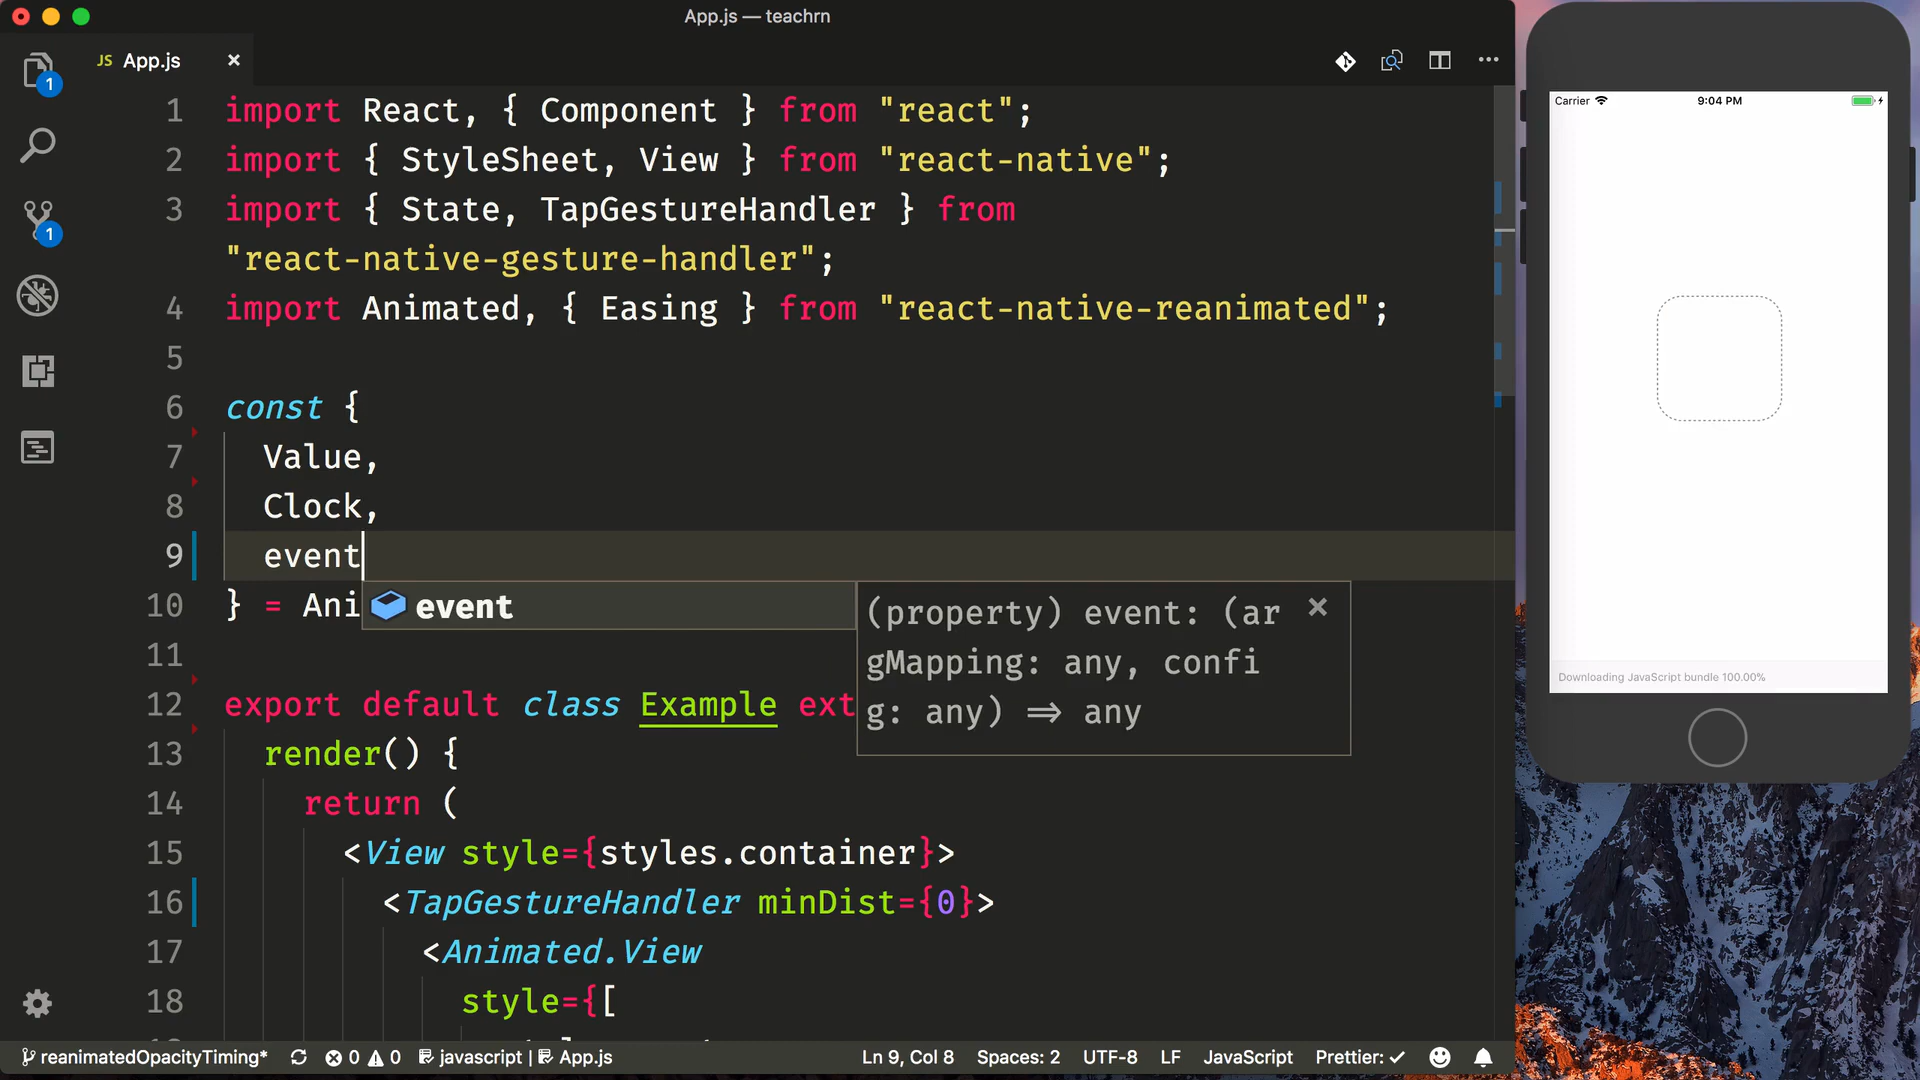 App.js — teachrn
JS App.js ×
1
1
1 import React, { Component } from "react";
2 import { StyleSheet, View } from "react-native";
3 import { State, TapGestureHandler } from
"react-native-gesture-handler";
4 import Animated, { Easing } from "react-native-reanimated";
5
6 const {
7 Value,
8 Clock,
9 event
10 } = Ani
event
(property) event: (ar
gMapping: any, confi
g: any) => any
11
12 export default class Example ext
13 render() {
14 return (
15 <View style={styles.container}>
16 <TapGestureHandler minDist={0}>
17 <Animated.View
18 style={[
reanimatedOpacityTiming* 0 0 javascript | App.js Ln 9, Col 8 Spaces: 2 UTF-8 LF JavaScript Prettier: ✓
Carrier 9:04 PM
Downloading JavaScript bundle 100.00%